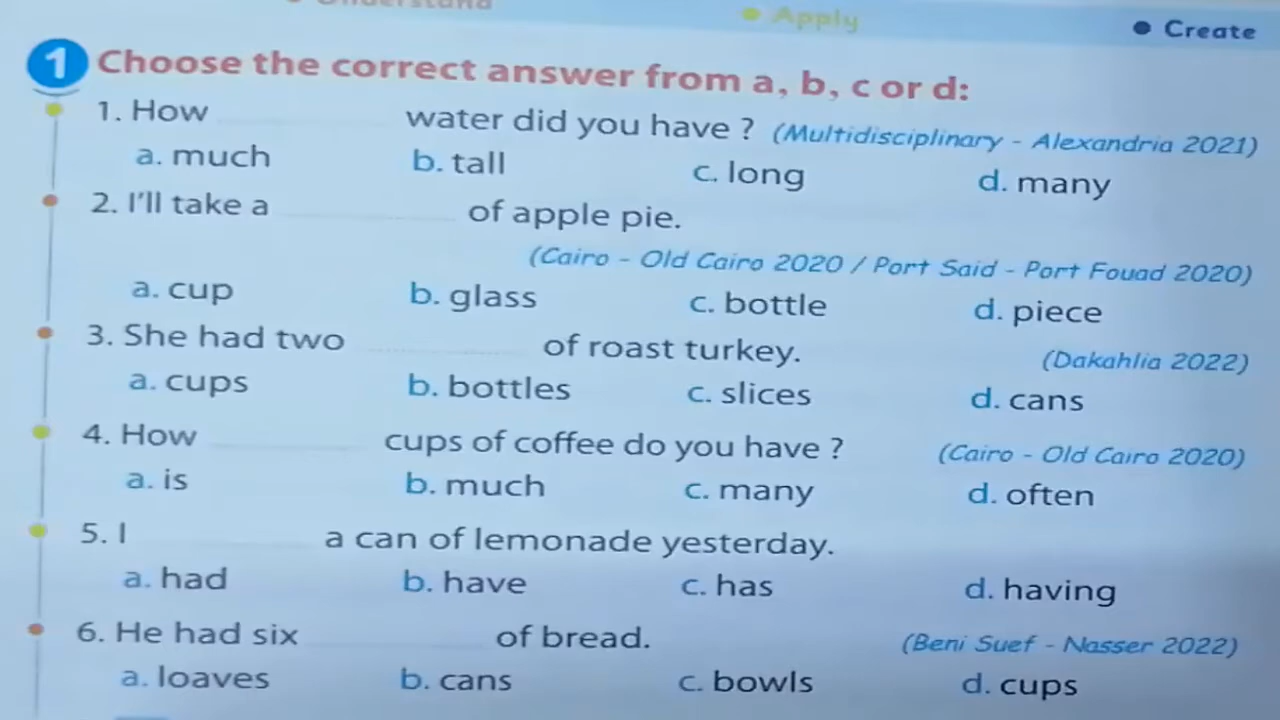 Apply
Create
1 Choose the correct answer from a, b, c or d:
1. How water did you have ? (Multidisciplinary - Alexandria 2021)
a. much b. tall c. long d. many
2. I'll take a of apple pie.
(Cairo - Old Cairo 2020 / Port Said - Port Fouad 2020)
a. cup b. glass c. bottle d. piece
3. She had two of roast turkey. (Dakahlia 2022)
a. cups b. bottles c. slices d. cans
4. How cups of coffee do you have ? (Cairo - Old Cairo 2020)
a. is b. much c. many d. often
5. I a can of lemonade yesterday.
a. had b. have c. has d. having
6. He had six of bread. (Beni Suef - Nasser 2022)
a. loaves b. cans c. bowls d. cups